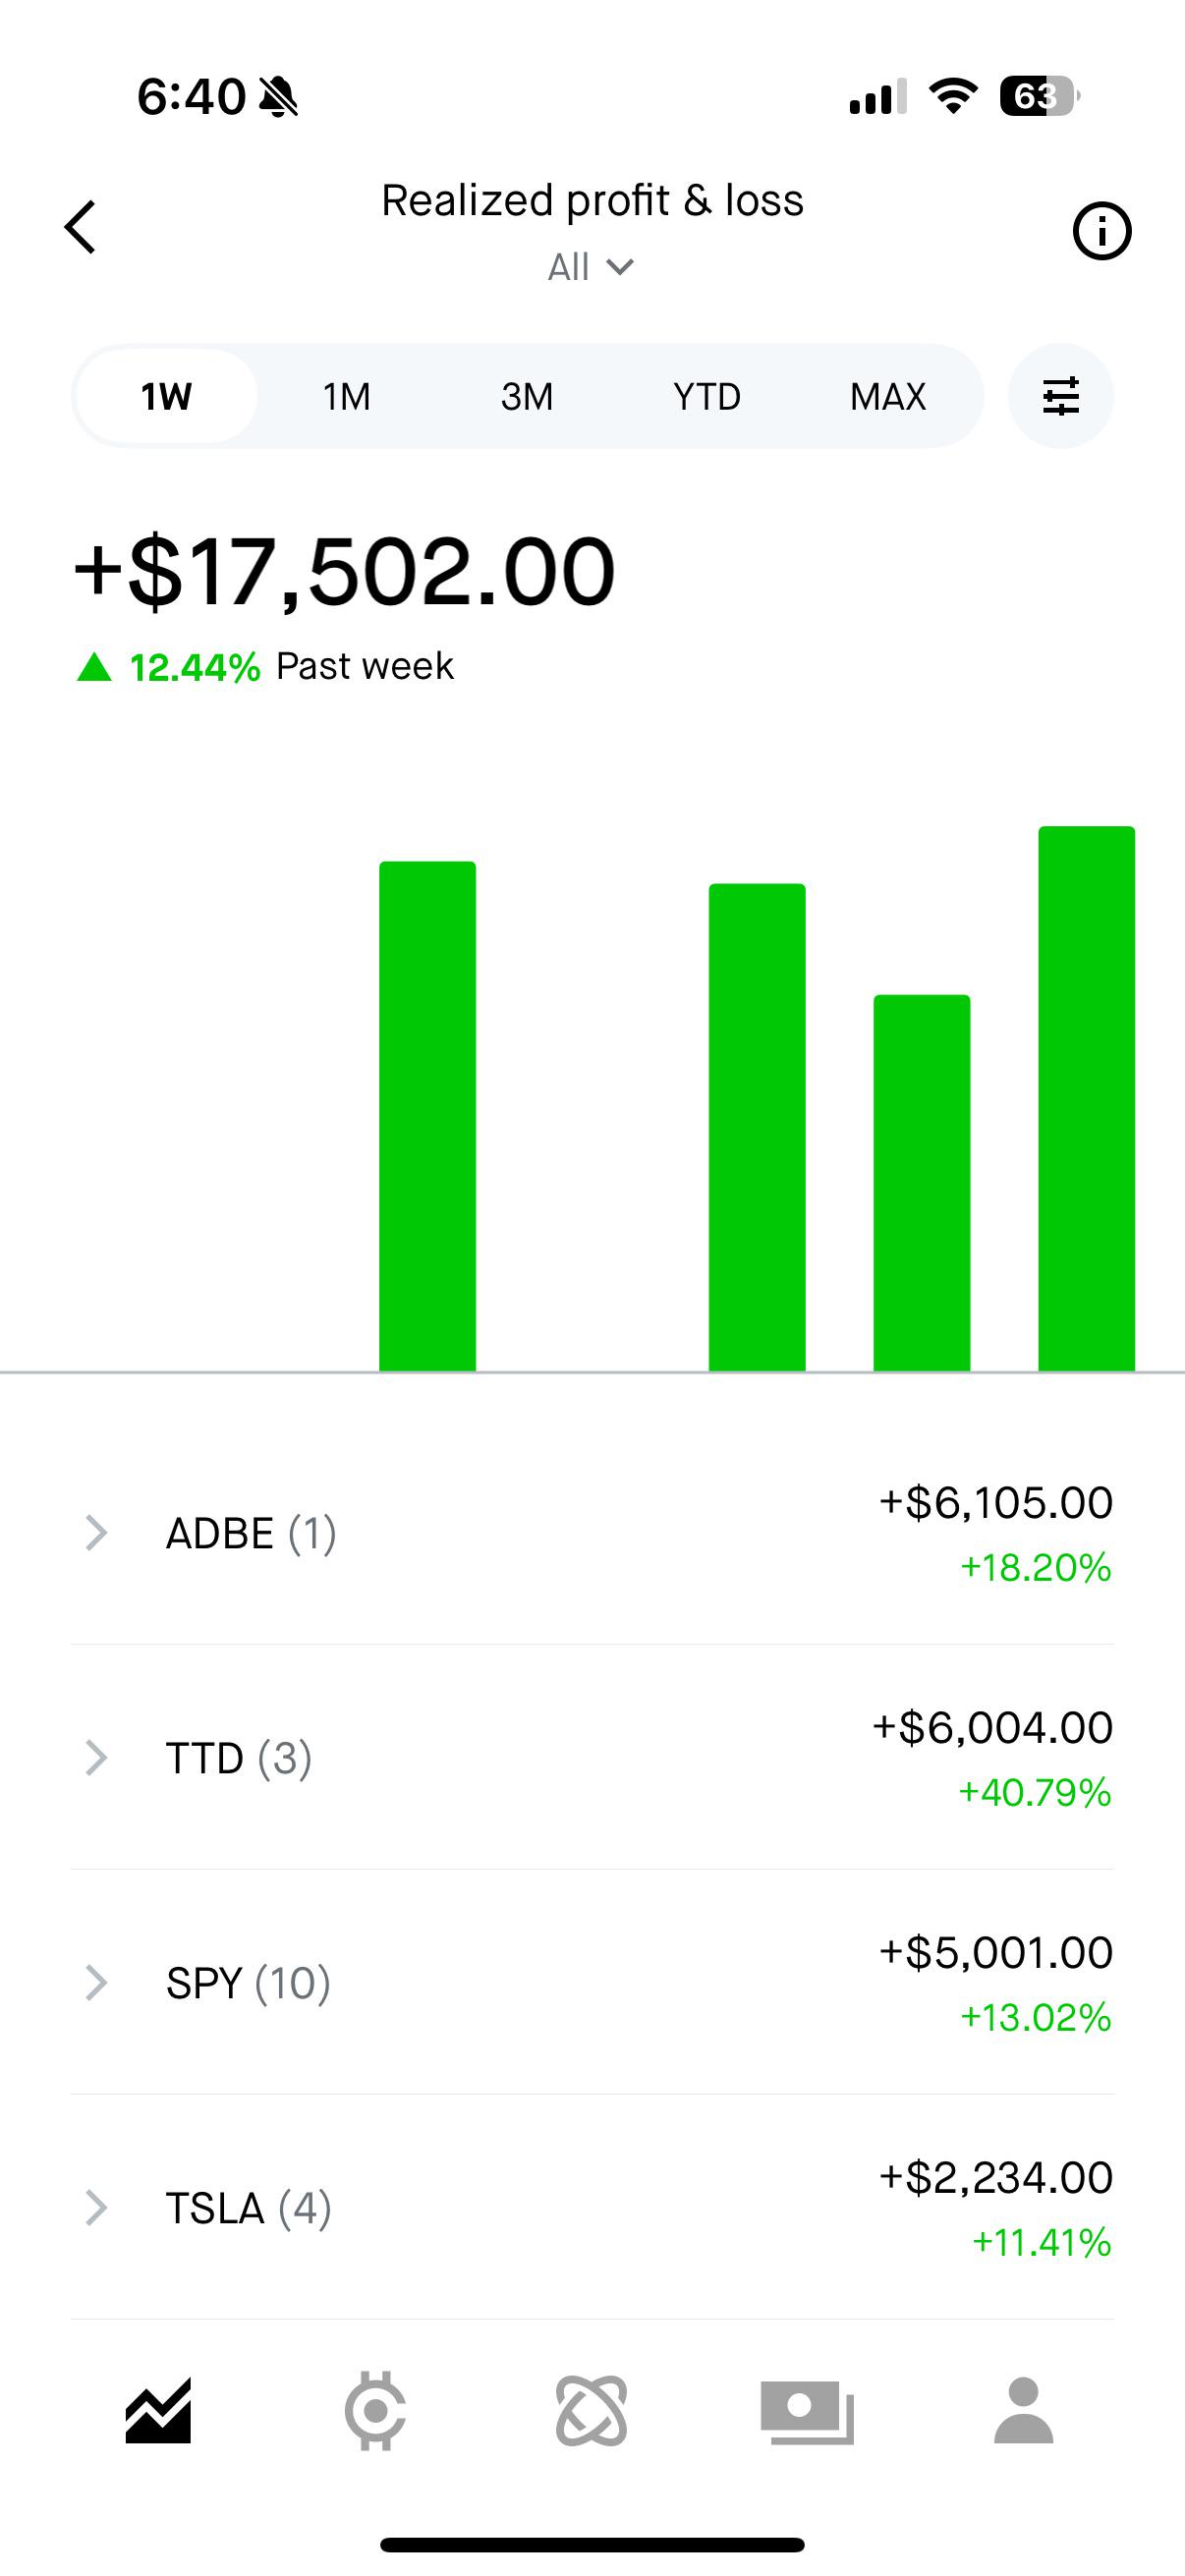 6:40
63
Realized profit & loss
All
1W 1M 3M YTD MAX
+$17,502.00
12.44% Past week
ADBE (1)
+$6,105.00
+18.20%
TTD (3)
+$6,004.00
+40.79%
SPY (10)
+$5,001.00
+13.02%
TSLA (4)
+$2,234.00
+11.41%